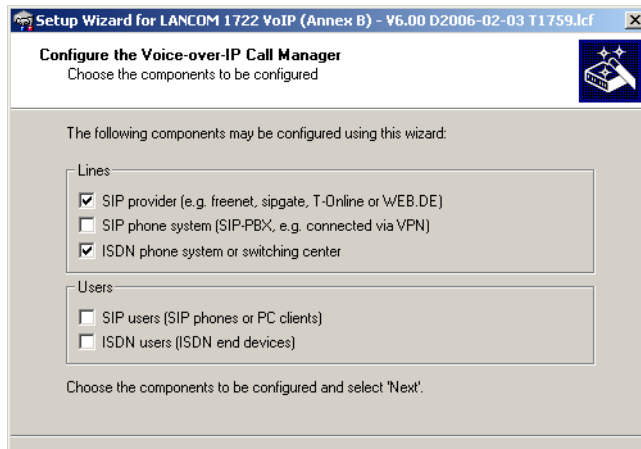 Setup Wizard for LANCOM 1722 VoIP (Annex B) - V6.00 D2006-02-03 T1759.lcf
Configure the Voice-over-IP Call Manager
Choose the components to be configured
The following components may be configured using this wizard:
Lines
SIP provider (e.g. freenet, sipgate, T-Online or WEB.DE)
SIP phone system (SIP-PBX, e.g. connected via VPN)
ISDN phone system or switching center
Users
SIP users (SIP phones or PC clients)
ISDN users (ISDN end devices)
Choose the components to be configured and select 'Next'.